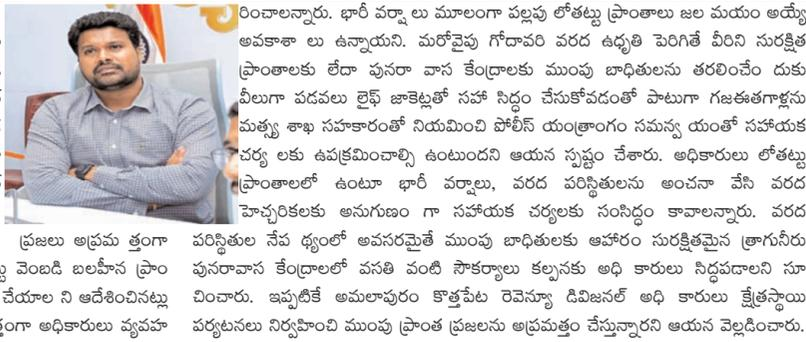 ప్రజలు అప్రమ త్తంగా
వెంబడి బలహీన ప్రాం
చేయాల ని ఆదేశించినట్లు
అధికారులు వ్యవహ
రించాలన్నారు. భారీ వర్షా లు మూలంగా పల్లపు లోతట్టు ప్రాంతాలు జల మయం అయ్యే
అవకాశా లు ఉన్నాయని. మరోవైపు గోదావరి వరద ఉధృతి పెరిగితే వీరిని సురక్షిత
ప్రాంతాలకు లేదా పునరా వాస కేంద్రాలకు ముంపు బాధితులను తరలించేం దుకు
వీలుగా పడవలు లైఫ్ జాకెట్లతో సహా సిద్ధం చేసుకోవడంతో పాటుగా గజఈతగాళ్లను
మత్స్య శాఖ సహకారంతో నియమించి పోలీస్ యంత్రాంగం సమన్వ యంతో సహాయక
చర్య లకు ఉపక్రమించాల్సి ఉంటుందని ఆయన స్పష్టం చేశారు. అధికారులు లోతట్టు
ప్రాంతాలలో ఉంటూ భారీ వర్షాలు, వరద పరిస్థితులను అంచనా వేసి వరద
హెచ్చరికలకు అనుగుణం గా సహాయక చర్యలకు సంసిద్ధం కావాలన్నారు. వరద
పరిస్థితుల నేప థ్యంలో అవసరమైతే ముంపు బాధితులకు ఆహారం సురక్షితమైన త్రాగునీరు
పునరావాస కేంద్రాలలో వసతి వంటి సౌకర్యాలు కల్పనకు అధి కారులు సిద్ధపడాలని సూ
చించారు. ఇప్పటికే అమలాపురం కొత్తపేట రెవెన్యూ డివిజనల్ అధి కారులు క్షేత్రస్థాయి
పర్యటనలు నిర్వహించి ముంపు ప్రాంత ప్రజలను అప్రమత్తం చేస్తున్నారని ఆయన వెల్లడించారు.